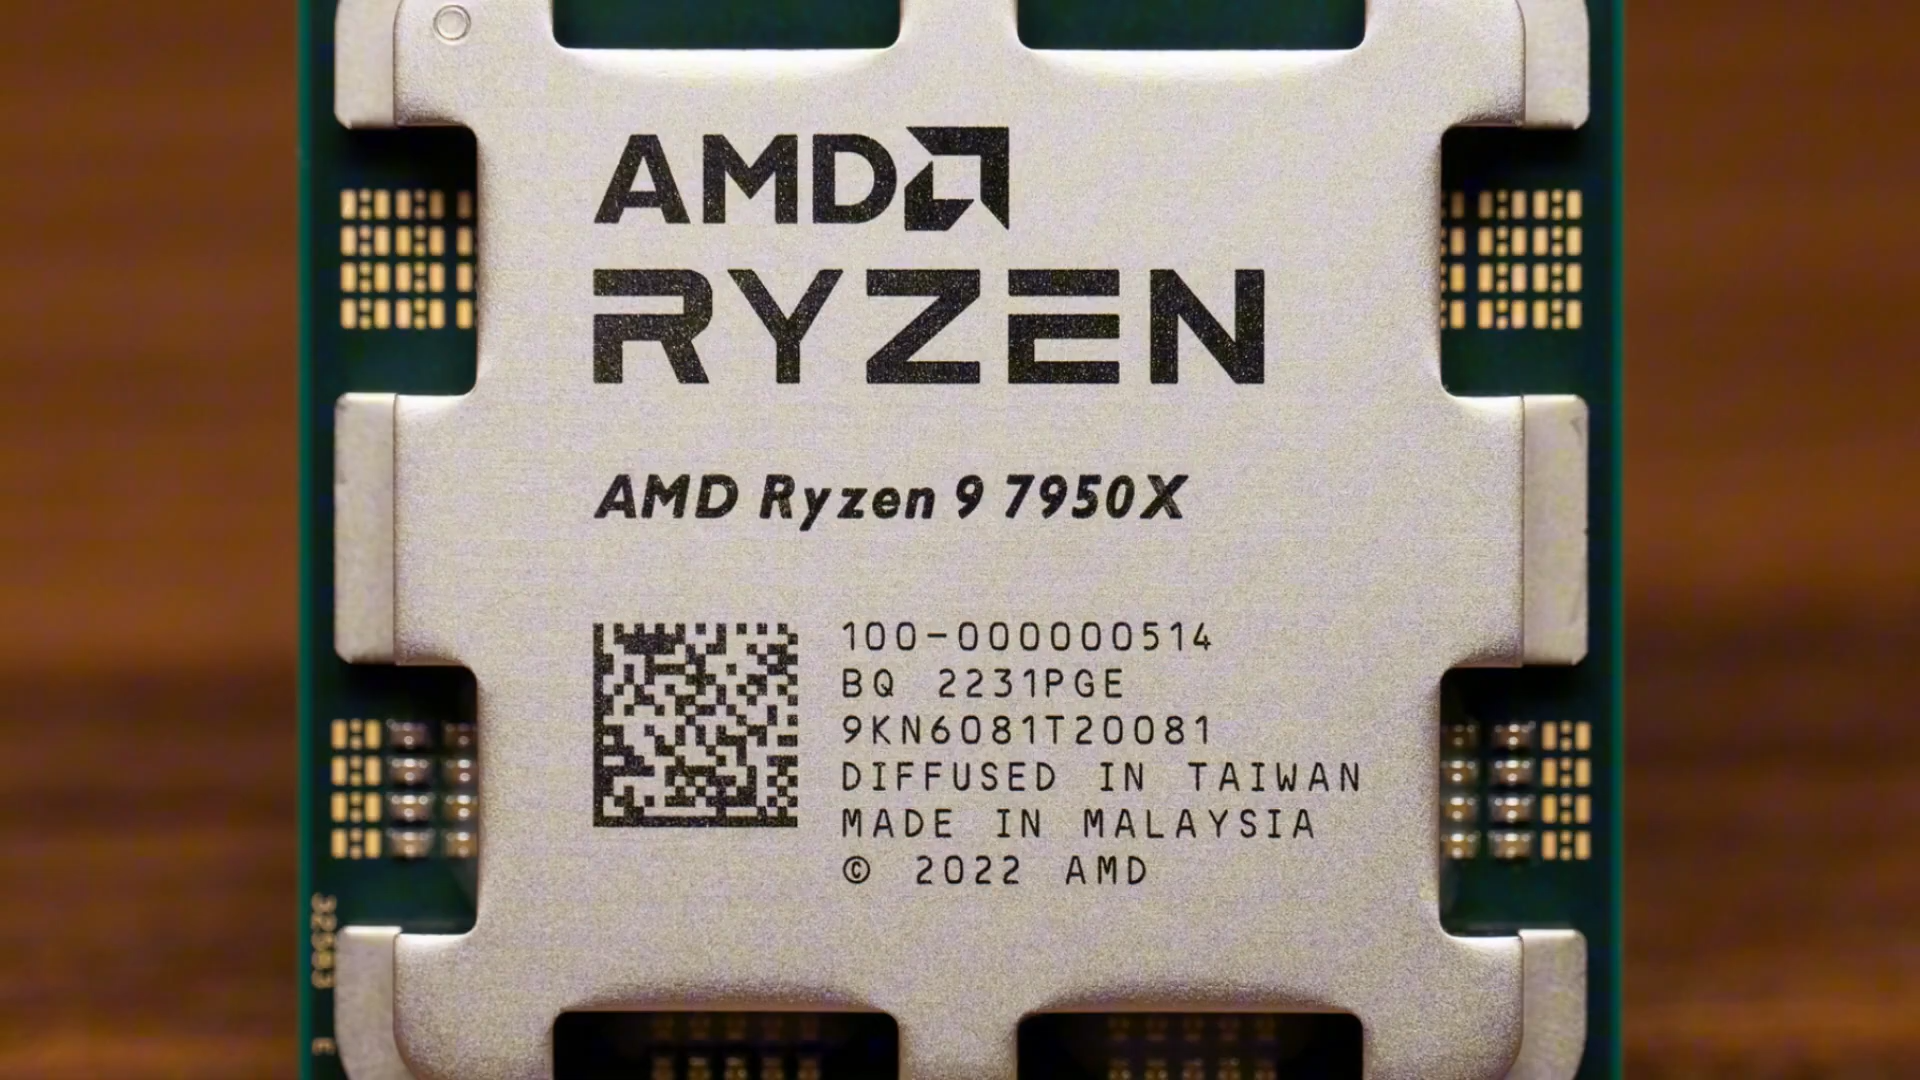 AMD
RYZEN
AMD Ryzen 9 7950X
100-000000514
BQ 2231PGE
9KN6081T20081
DIFFUSED IN TAIWAN
MADE IN MALAYSIA
© 2022 AMD